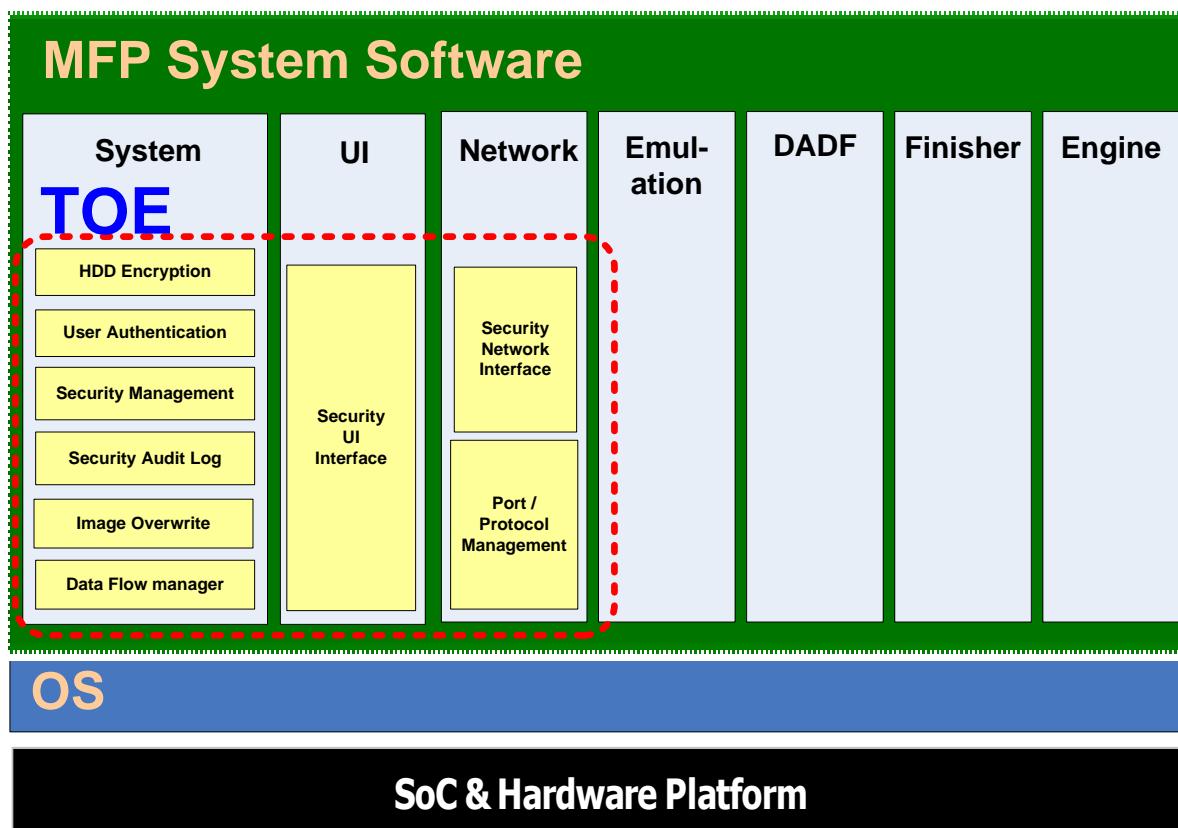 MFP System Software
System
TOE
HDD Encryption
User Authentication
Security Management
Security Audit Log
Image Overwrite
Data Flow manager
UI
Security
UI
Interface
Network
Security
Network
Interface
Port /
Protocol
Management
Emul-
ation
DADF
Finisher
Engine
OS
SoC & Hardware Platform